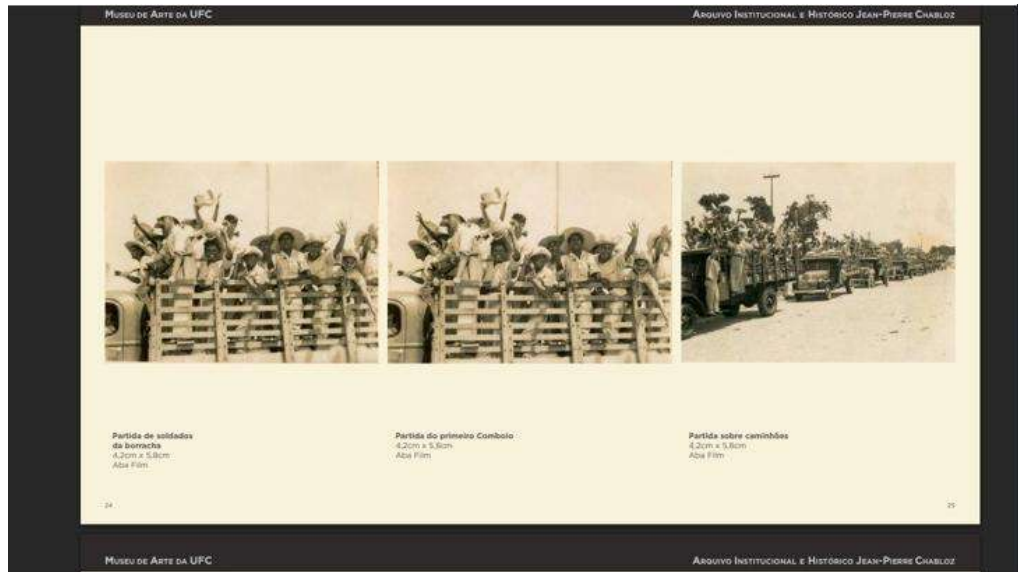 MUSEU DE ARTE DA UFC
ARQUIVO INSTITUCIONAL E HISTÓRICO JEAN-PIERRE CHABLOZ
Partida de soldados
da borracha
4,2cm x 5,8cm
Aba Film
Partida do primeiro Comboio
4,2cm x 5,8cm
Aba Film
Partida sobre caminhões
4,2cm x 5,8cm
Aba Film
24
25
MUSEU DE ARTE DA UFC
ARQUIVO INSTITUCIONAL E HISTÓRICO JEAN-PIERRE CHABLOZ